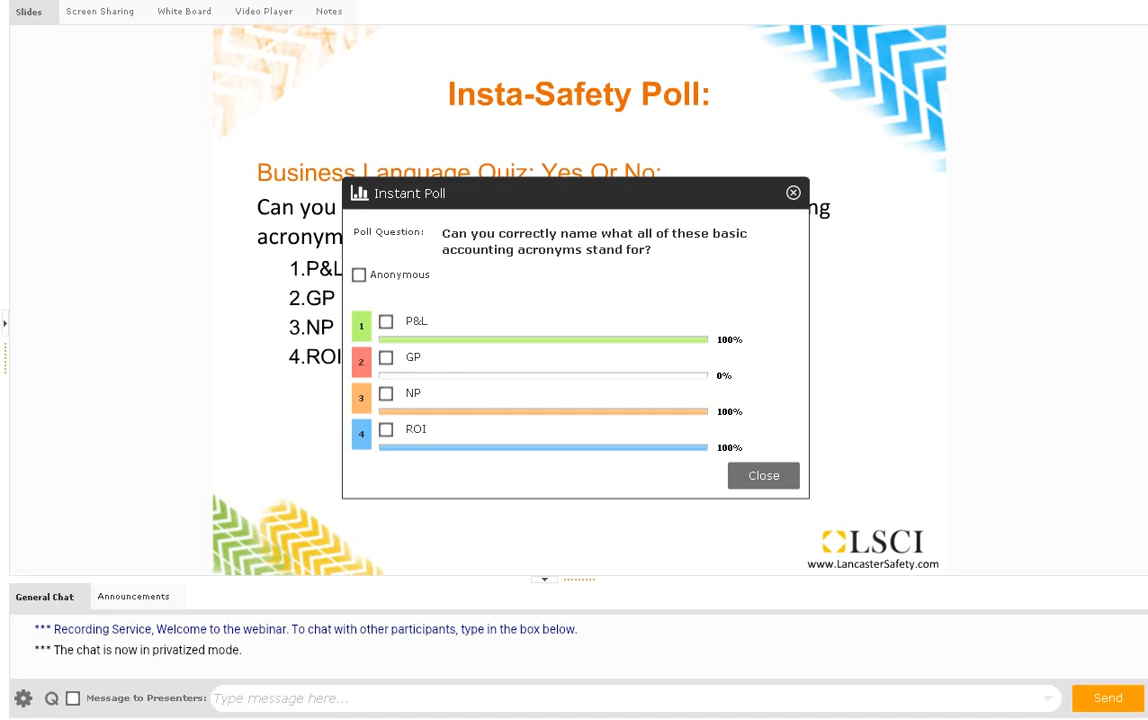 Slides Screen Sharing White Board Video Player Notes
Insta-Safety Poll:
Business Language Quiz: Yes Or No:
Can you
ng
acronym
1.P&L
2.GP
3.NP
4.ROI
Instant Poll
Poll Question: Can you correctly name what all of these basic
accounting acronyms stand for?
Anonymous
1 P&L
100%
2 GP
0%
3 NP
100%
4 ROI
100%
Close
LSCI
www.LancasterSafety.com
General Chat Announcements
*** Recording Service, Welcome to the webinar. To chat with other participants, type in the box below.
*** The chat is now in privatized mode.
Message to Presenters: Type message here... Send